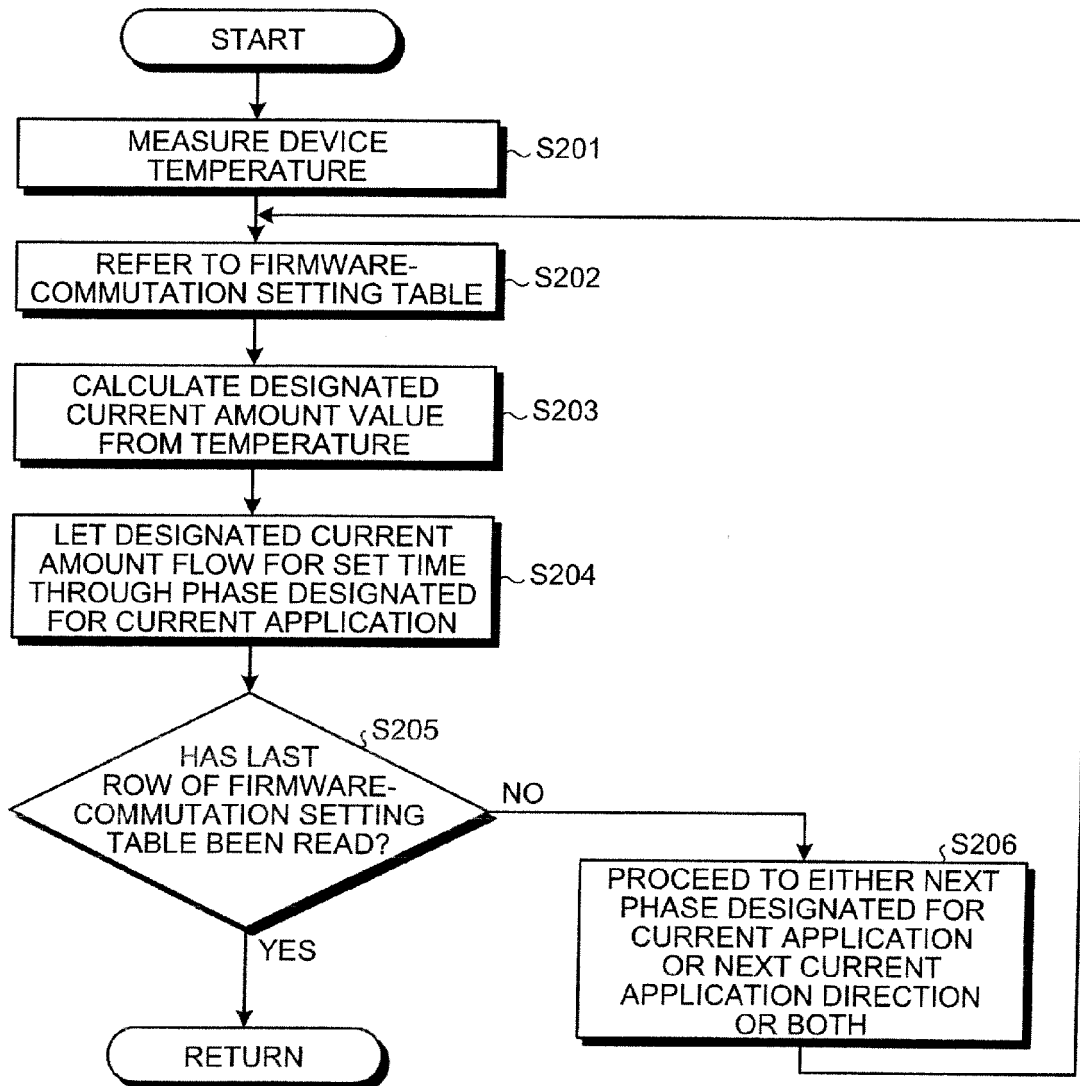 START
MEASURE DEVICE
TEMPERATURE
S201
REFER TO FIRMWARE-
COMMUTATION SETTING TABLE
S202
CALCULATE DESIGNATED
CURRENT AMOUNT VALUE
FROM TEMPERATURE
S203
LET DESIGNATED CURRENT
AMOUNT FLOW FOR SET TIME
THROUGH PHASE DESIGNATED
FOR CURRENT APPLICATION
S204
S205
HAS LAST
ROW OF FIRMWARE-
COMMUTATION SETTING
TABLE BEEN READ?
NO
YES
S206
PROCEED TO EITHER NEXT
PHASE DESIGNATED FOR
CURRENT APPLICATION
OR NEXT CURRENT
APPLICATION DIRECTION
OR BOTH
RETURN